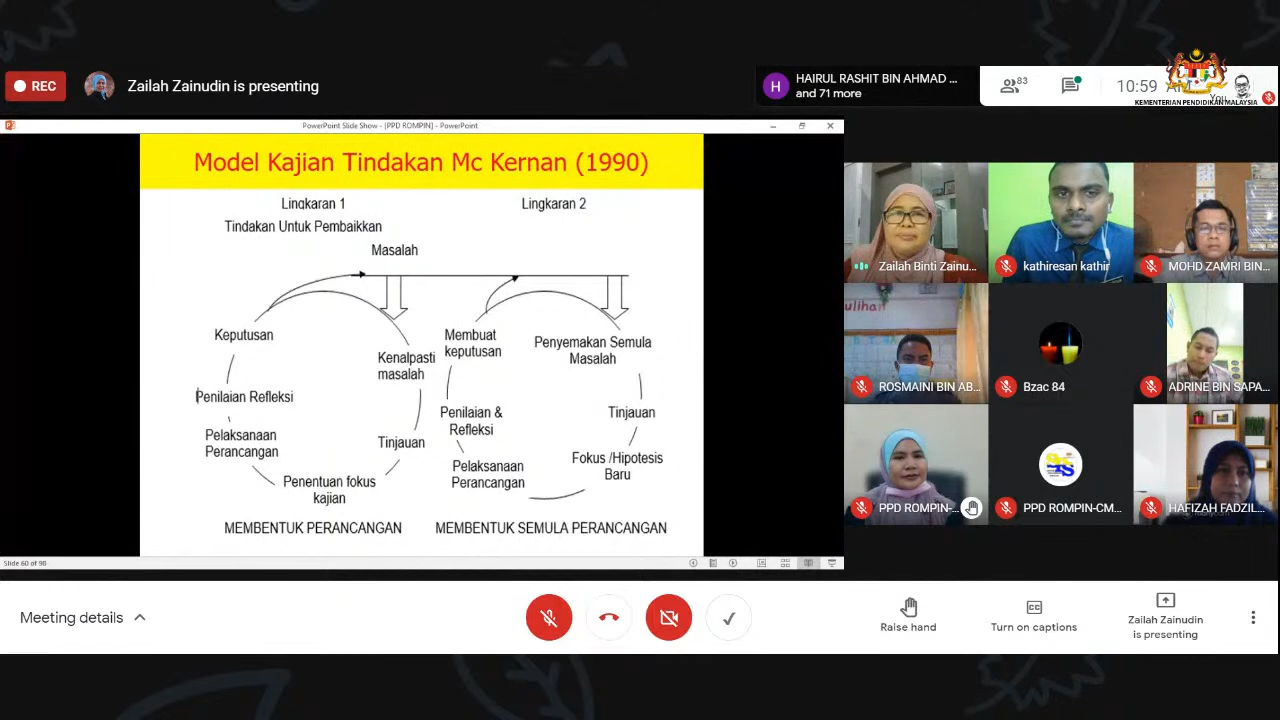 REC
Zailah Zainudin is presenting
H
HAIRUL RASHIT BIN AHMAD ...
and 71 more
83
10:59 AM
You
KEMENTERIAN PENDIDIKAN MALAYSIA
PowerPoint Slide Show - [PPD ROMPIN] - PowerPoint
Model Kajian Tindakan Mc Kernan (1990)
Lingkaran 1
Lingkaran 2
Tindakan Untuk Pembaikkan
Masalah
Keputusan
Kenalpasti
masalah
Penilaian Refleksi
Pelaksanaan
Perancangan
Tinjauan
Penentuan fokus
kajian
MEMBENTUK PERANCANGAN
Membuat
keputusan
Penyemakan Semula
Masalah
Penilaian &
Refleksi
Tinjauan
Pelaksanaan
Perancangan
Fokus /Hipotesis
Baru
MEMBENTUK SEMULA PERANCANGAN
Slide 60 of 98
Zailah Binti Zainu...
kathiresan kathir
MOHD ZAMRI BIN...
ROSMAINI BIN AB...
Bzac 84
ADRINE BIN SAPA...
PPD ROMPIN-...
PPD ROMPIN-CM...
HAFIZAH FADZIL...
Meeting details
Raise hand
Turn on captions
Zailah Zainudin
is presenting